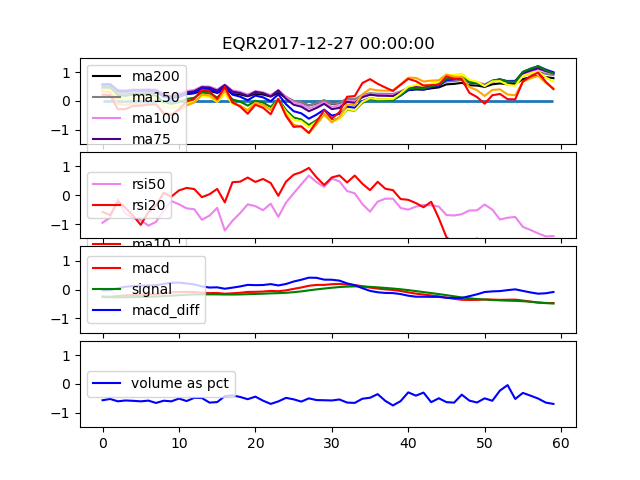 EQR2017-12-27 00:00:00
1
0
−1
ma200
ma150
ma100
ma75
1
0
−1
rsi50
rsi20
ma10
1
0
−1
macd
signal
macd_diff
1
0
−1
volume as pct
0 10 20 30 40 50 60